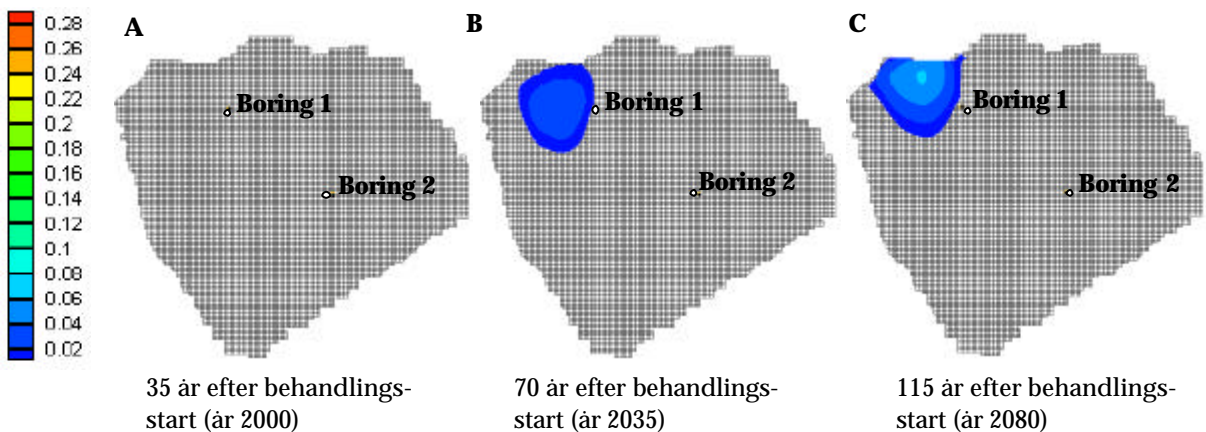 0.28
0.26
0.24
0.22
0.2
0.18
0.16
0.14
0.12
0.1
0.08
0.06
0.04
0.02
A
Boring 1
Boring 2
35 år efter behandlings-
start (år 2000)
B
Boring 1
Boring 2
70 år efter behandlings-
start (år 2035)
C
Boring 1
Boring 2
115 år efter behandlings-
start (år 2080)